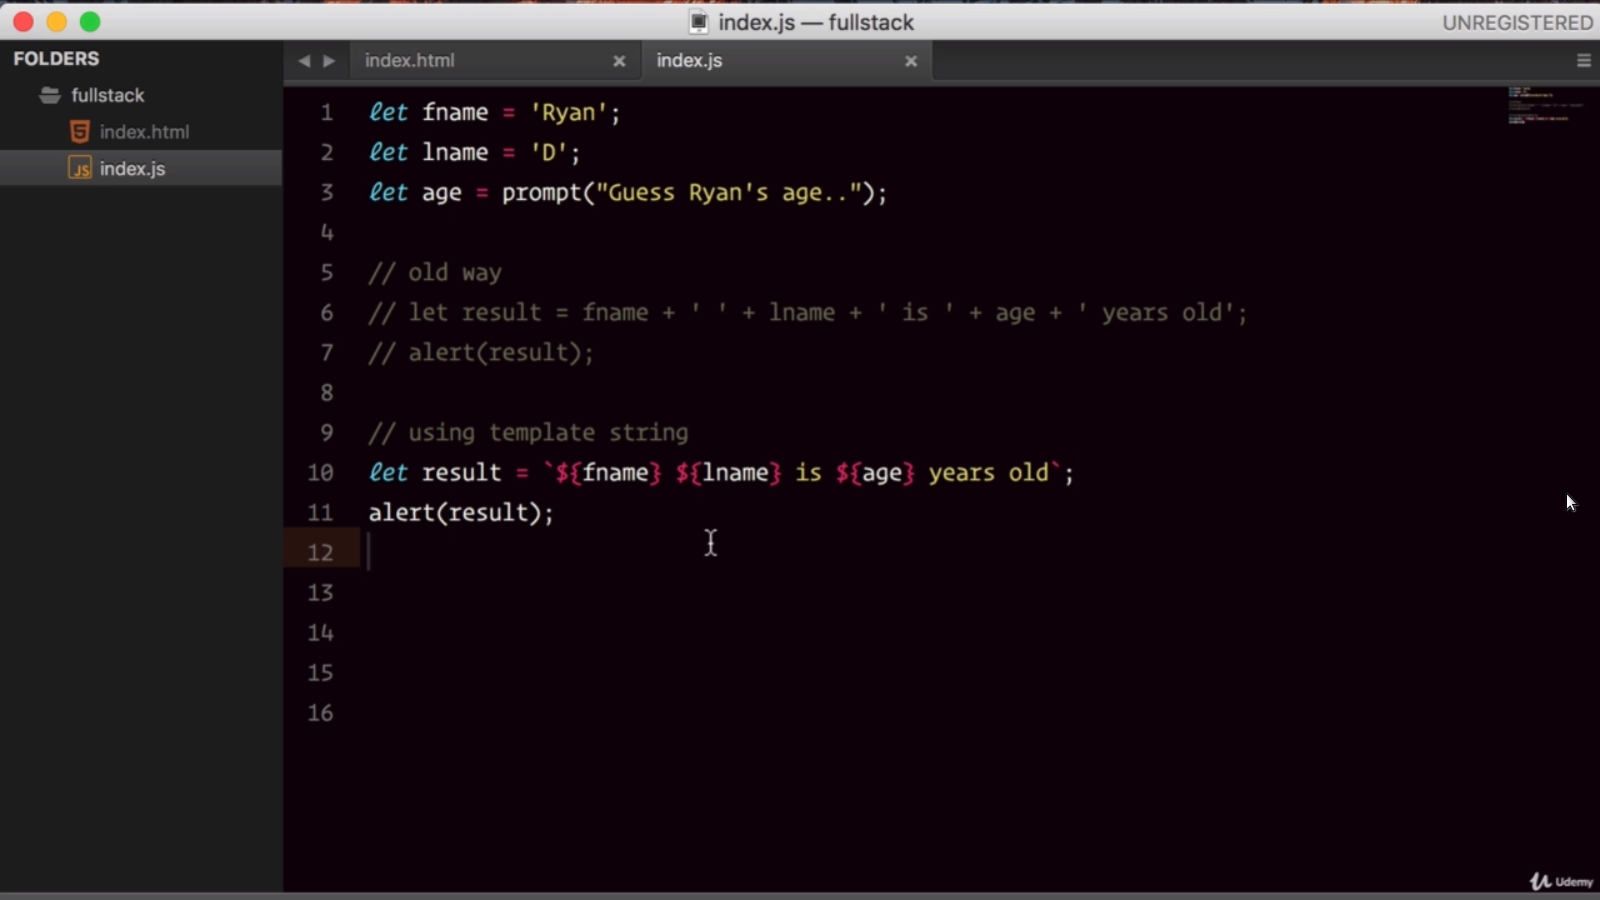 index.js — fullstack
UNREGISTERED
FOLDERS
fullstack
index.html
index.js
index.html
index.js
1 let fname = 'Ryan';
2 let lname = 'D';
3 let age = prompt("Guess Ryan's age..");
4
5 // old way
6 // let result = fname + ' ' + lname + ' is ' + age + ' years old';
7 // alert(result);
8
9 // using template string
10 let result = `${fname} ${lname} is ${age} years old`;
11 alert(result);
12
13
14
15
16
Udemy